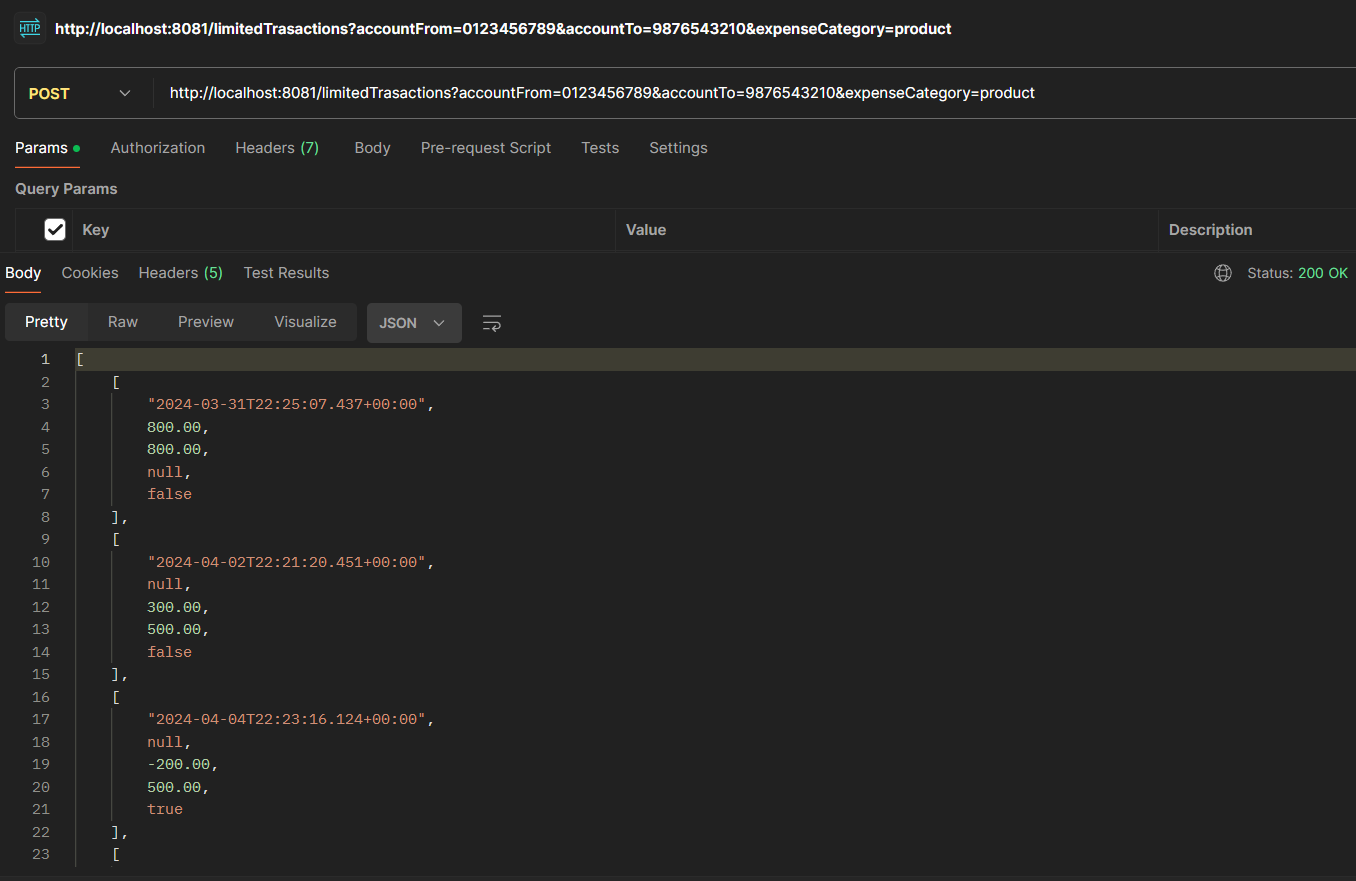 HTTP http://localhost:8081/limitedTrasactions?accountFrom=0123456789&accountTo=9876543210&expenseCategory=product
POST http://localhost:8081/limitedTrasactions?accountFrom=0123456789&accountTo=9876543210&expenseCategory=product
Params Authorization Headers (7) Body Pre-request Script Tests Settings
Query Params
Key Value Description
Body Cookies Headers (5) Test Results Status: 200 OK
Pretty Raw Preview Visualize JSON
1 [
2 [
3 "2024-03-31T22:25:07.437+00:00",
4 800.00,
5 800.00,
6 null,
7 false
8 ],
9 [
10 "2024-04-02T22:21:20.451+00:00",
11 null,
12 300.00,
13 500.00,
14 false
15 ],
16 [
17 "2024-04-04T22:23:16.124+00:00",
18 null,
19 -200.00,
20 500.00,
21 true
22 ],
23 [